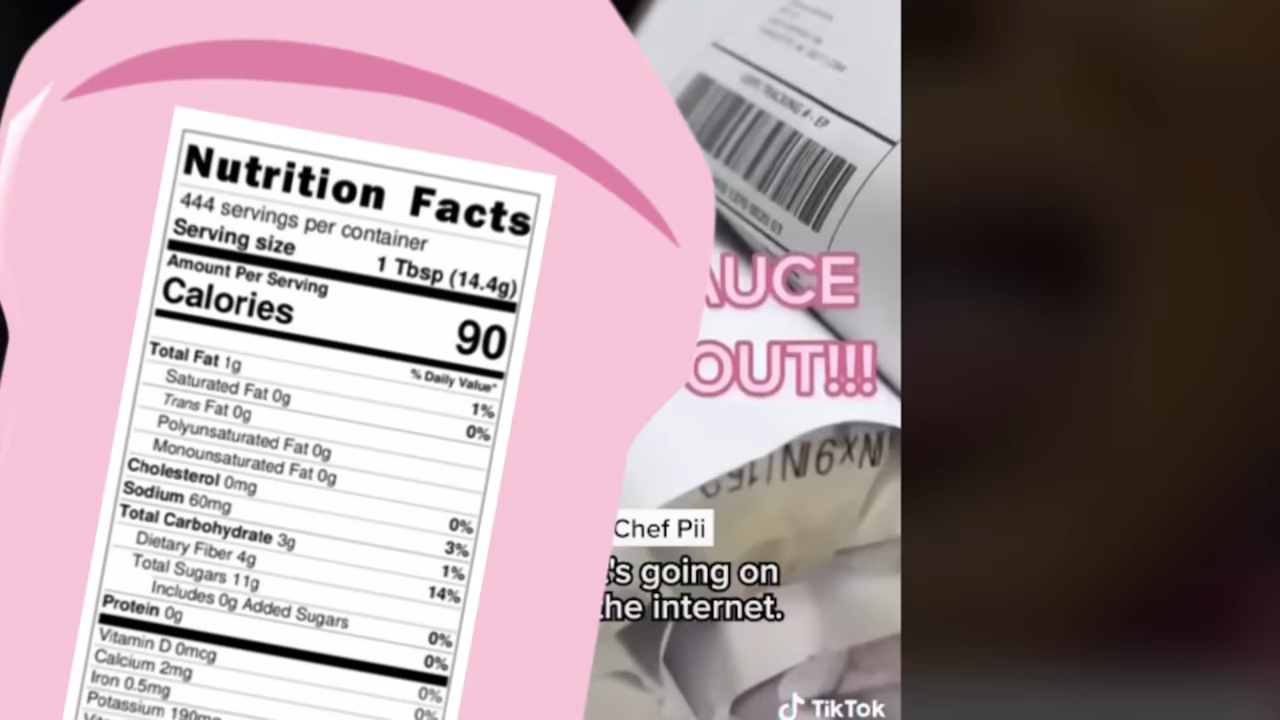 Nutrition Facts
444 servings per container
Serving size 1 Tbsp (14.4g)
Amount Per Serving
Calories 90
% Daily Value*
Total Fat 1g 1%
Saturated Fat 0g 0%
Trans Fat 0g
Polyunsaturated Fat 0g
Monounsaturated Fat 0g
Cholesterol 0mg 0%
Sodium 60mg 3%
Total Carbohydrate 3g 1%
Dietary Fiber 4g 14%
Total Sugars 11g
Includes 0g Added Sugars 0%
Protein 0g 0%
Vitamin D 0mcg 0%
Calcium 2mg 0%
Iron 0.5mg
Potassium 190mg
AUCE
OUT!!!
Chef Pii
's going on
he internet.
TikTok